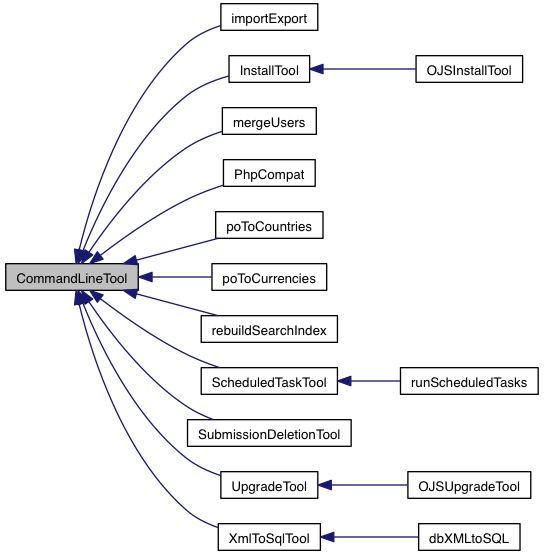 importExport
InstallTool
OJSInstallTool
mergeUsers
PhpCompat
poToCountries
CommandLineTool
poToCurrencies
rebuildSearchIndex
ScheduledTaskTool
runScheduledTasks
SubmissionDeletionTool
UpgradeTool
OJSUpgradeTool
XmlToSqlTool
dbXMLtoSQL